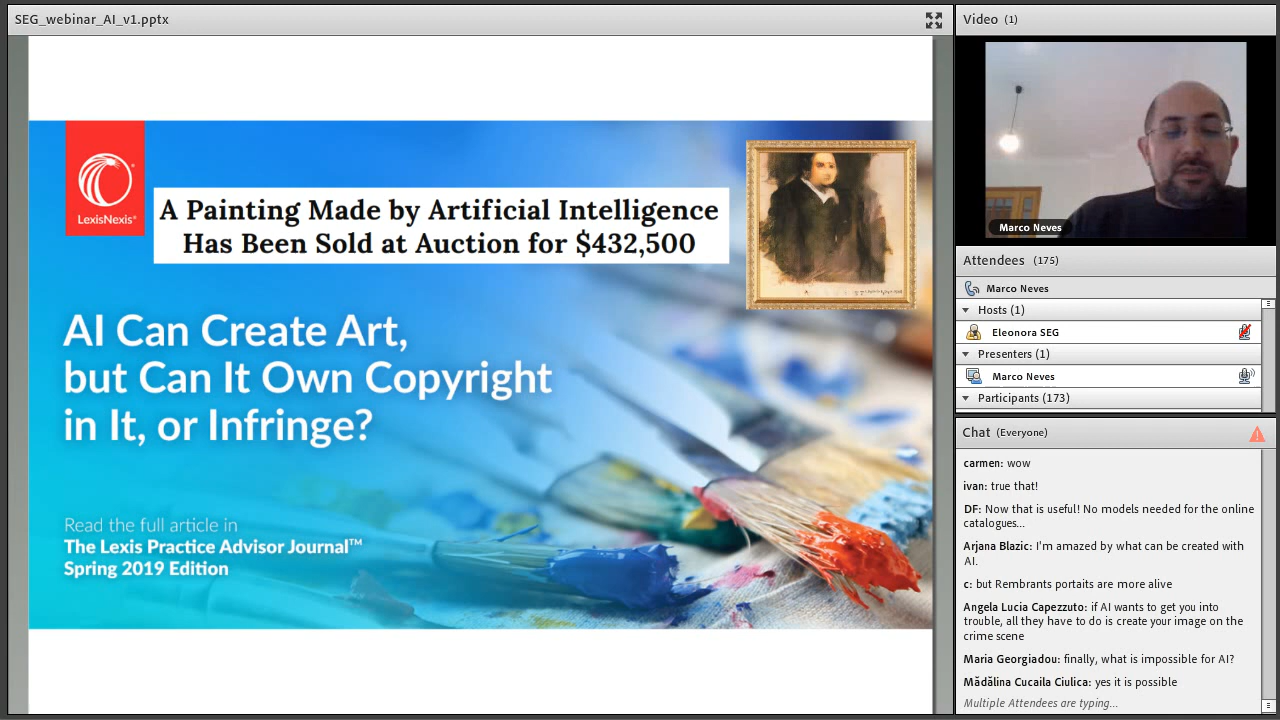 SEG_webinar_AI_v1.pptx
LexisNexis®
A Painting Made by Artificial Intelligence
Has Been Sold at Auction for $432,500
AI Can Create Art,
but Can It Own Copyright
in It, or Infringe?
Read the full article in
The Lexis Practice Advisor Journal™
Spring 2019 Edition
Video (1)
Marco Neves
Attendees (175)
Marco Neves
Hosts (1)
Eleonora SEG
Presenters (1)
Marco Neves
Participants (173)
Chat (Everyone)
carmen: wow
ivan: true that!
DF: Now that is useful! No models needed for the online
catalogues...
Arjana Blazic: I'm amazed by what can be created with
AI.
c: but Rembrants portaits are more alive
Angela Lucia Capezzuto: if AI wants to get you into
trouble, all they have to do is create your image on the
crime scene
Maria Georgiadou: finally, what is impossible for AI?
Mădălina Cucaila Ciulica: yes it is possible
Multiple Attendees are typing...